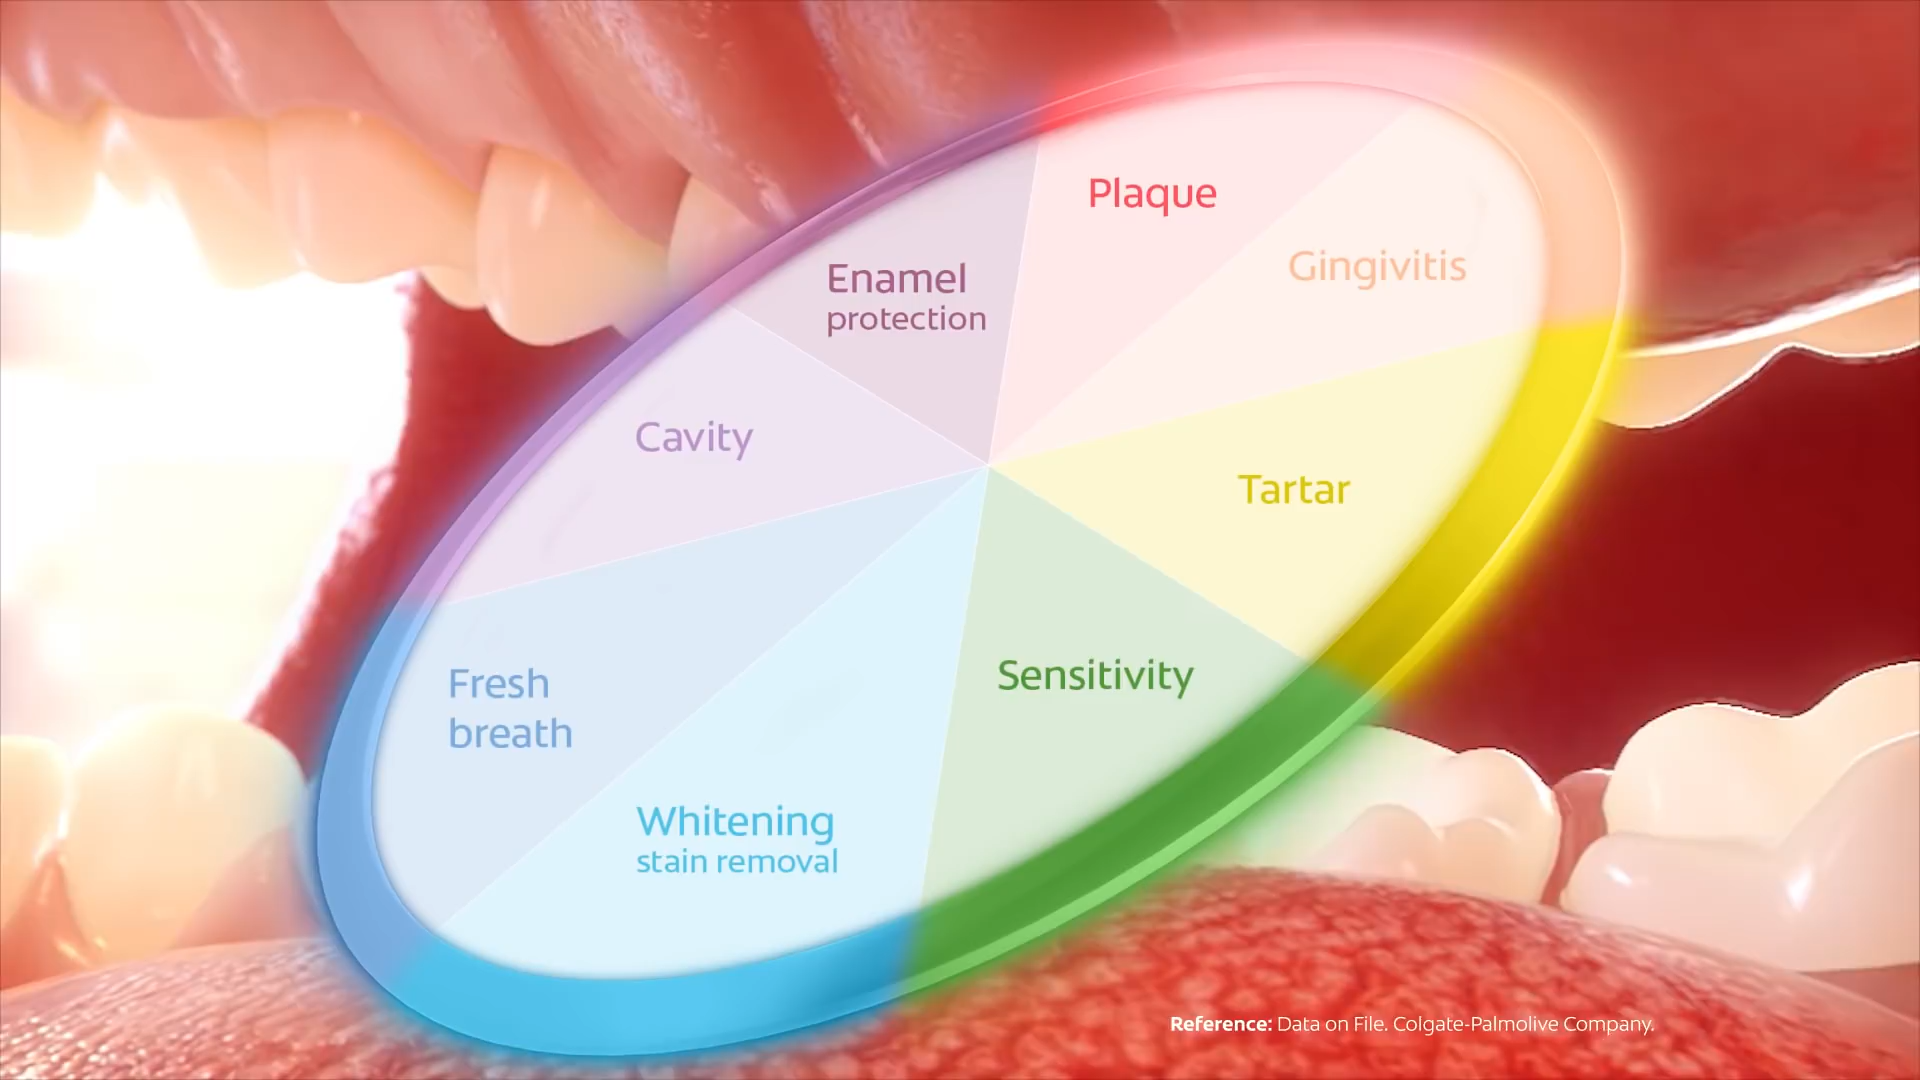 Plaque
Gingivitis
Tartar
Sensitivity
Whitening
stain removal
Fresh
breath
Cavity
Enamel
protection
Reference: Data on File. Colgate-Palmolive Company.